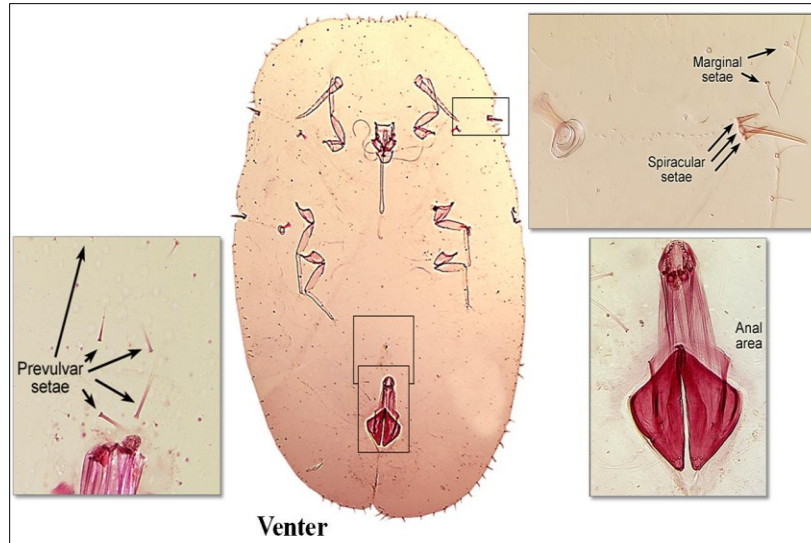 Marginal
setae
Spiracular
setae
Prevulvar
setae
Anal
area
Venter